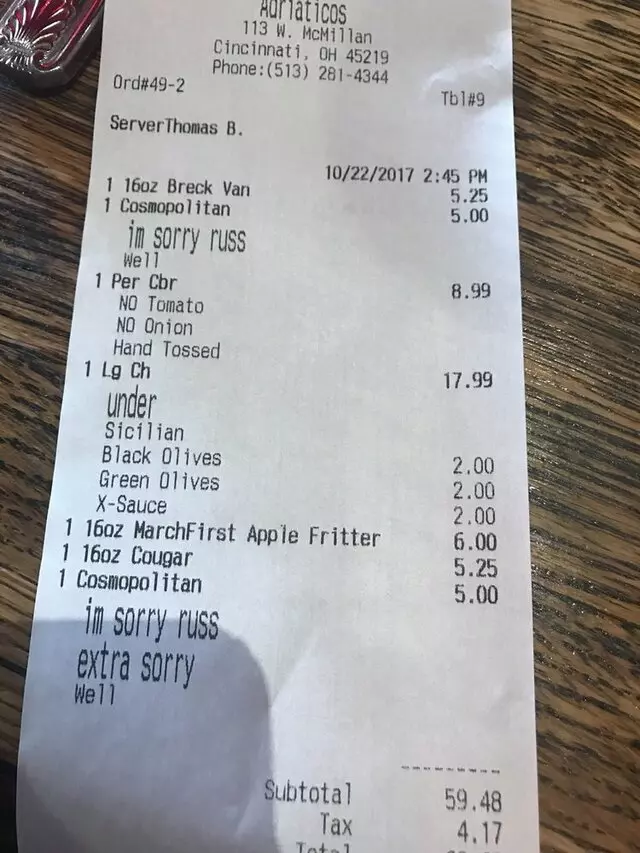 Adriaticos
113 W. McMillan
Cincinnati, OH 45219
Phone:(513) 281-4344
Ord#49-2 Tbl#9
ServerThomas B.
10/22/2017 2:45 PM
1 16oz Breck Van 5.25
1 Cosmopolitan 5.00
im sorry russ
Well
1 Per Cbr 8.99
NO Tomato
NO Onion
Hand Tossed
1 Lg Ch 17.99
under
Sicilian
Black Olives 2.00
Green Olives 2.00
X-Sauce 2.00
1 16oz MarchFirst Apple Fritter 6.00
1 16oz Cougar 5.25
1 Cosmopolitan 5.00
im sorry russ
extra sorry
Well
Subtotal 59.48
Tax 4.17
Total